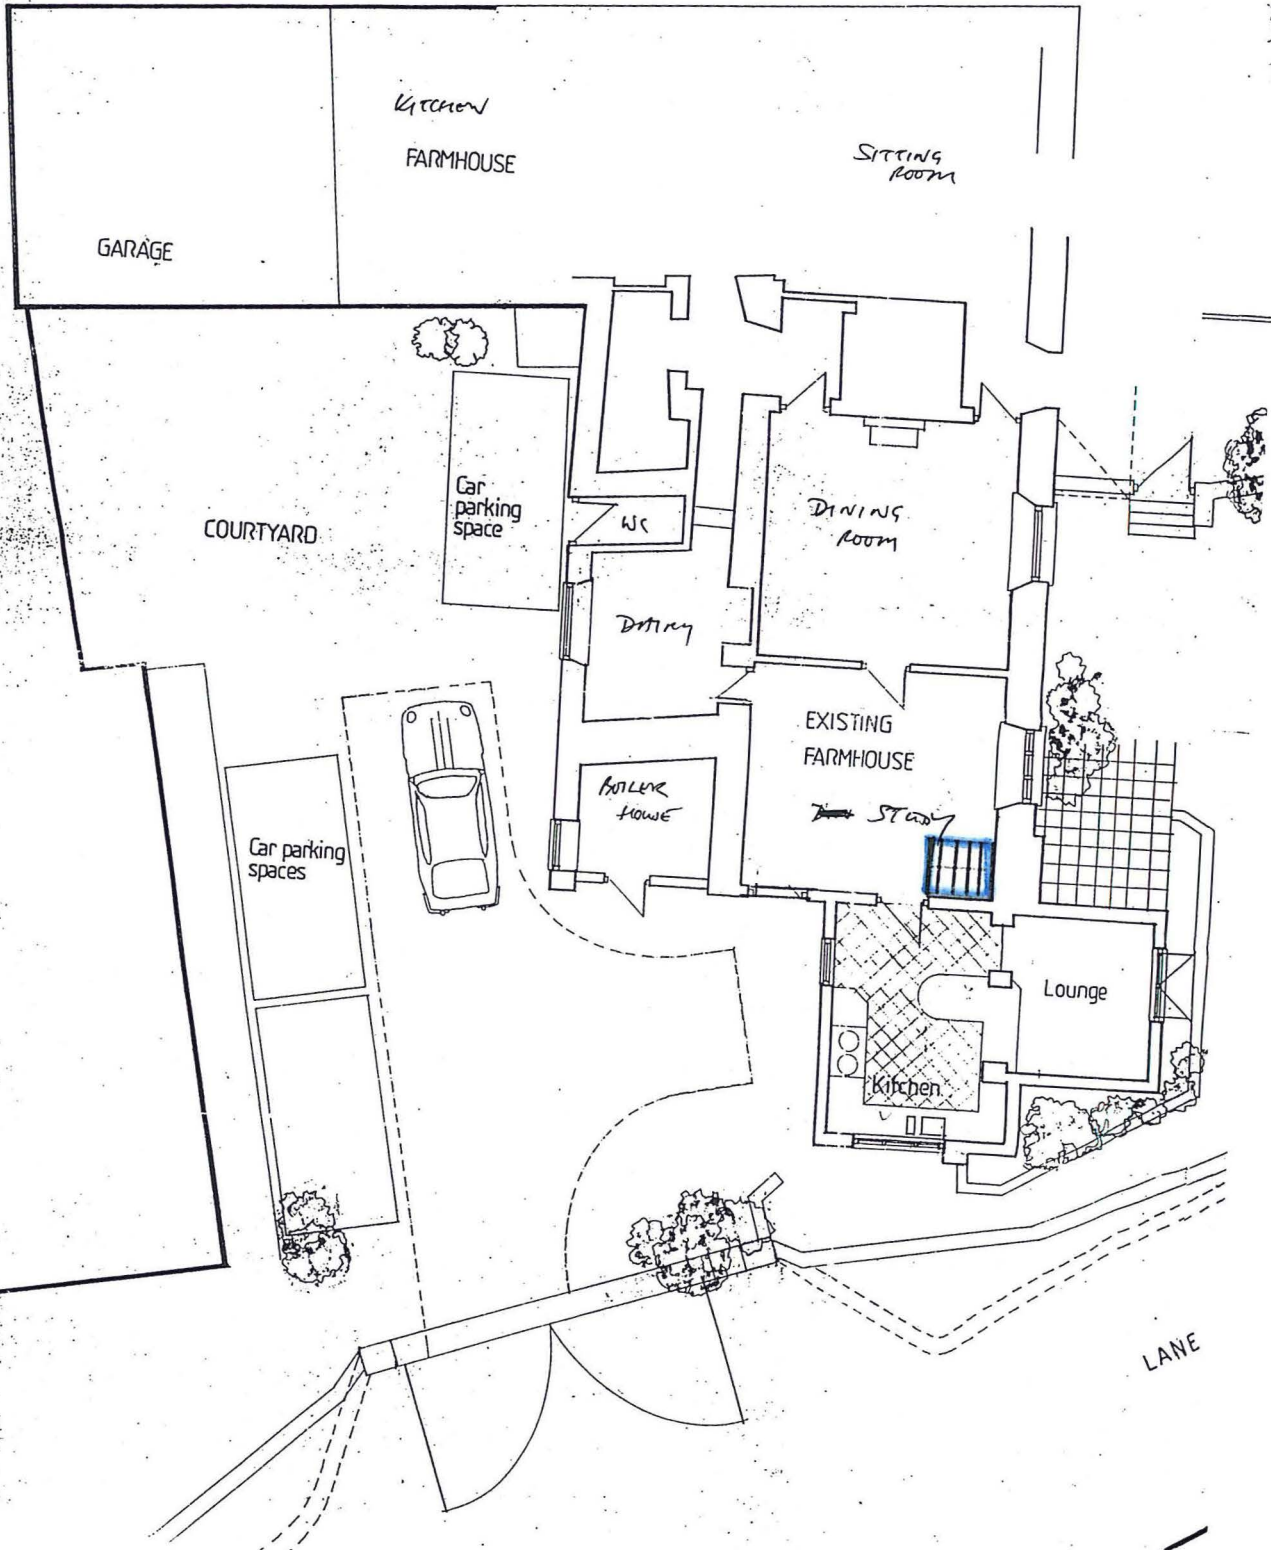 KITCHEN
FARMHOUSE
SITTING
ROOM
GARAGE
Car
parking
space
COURTYARD
WC
DINING
ROOM
DAIRY
EXISTING
FARMHOUSE
STUDY
BOILER
HOUSE
Car parking
spaces
Lounge
Kitchen
LANE